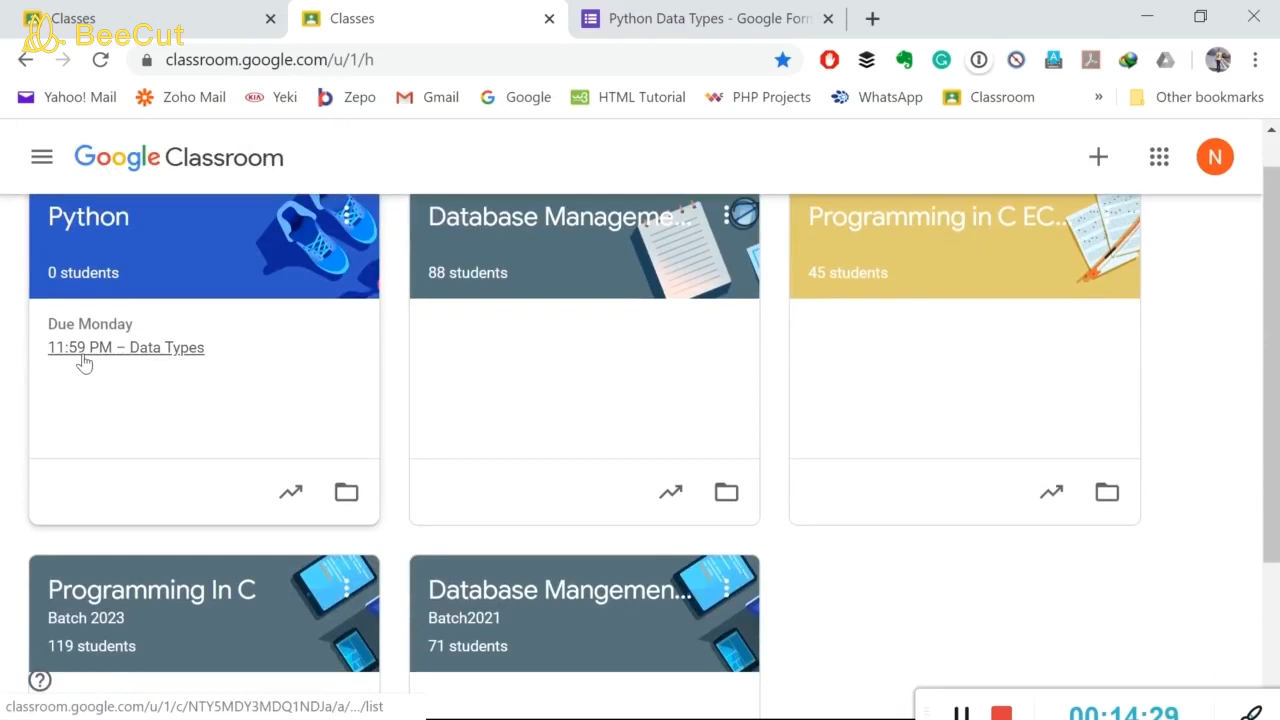 Classes
Classes
Python Data Types - Google Forn
BeeCut
classroom.google.com/u/1/h
Yahoo! Mail
Zoho Mail
KIA
Yeki
Zepo
Gmail
Google
HTML Tutorial
PHP Projects
WhatsApp
Classroom
»
Other bookmarks
Google Classroom
N
Python
0 students
Database Manageme...
88 students
Programming in C EC...
45 students
Due Monday
11:59 PM – Data Types
Programming In C
Batch 2023
119 students
Database Mangemen...
Batch2021
71 students
classroom.google.com/u/1/c/NTY5MDY3MDQ1NDJa/a/.../list
00:14:29